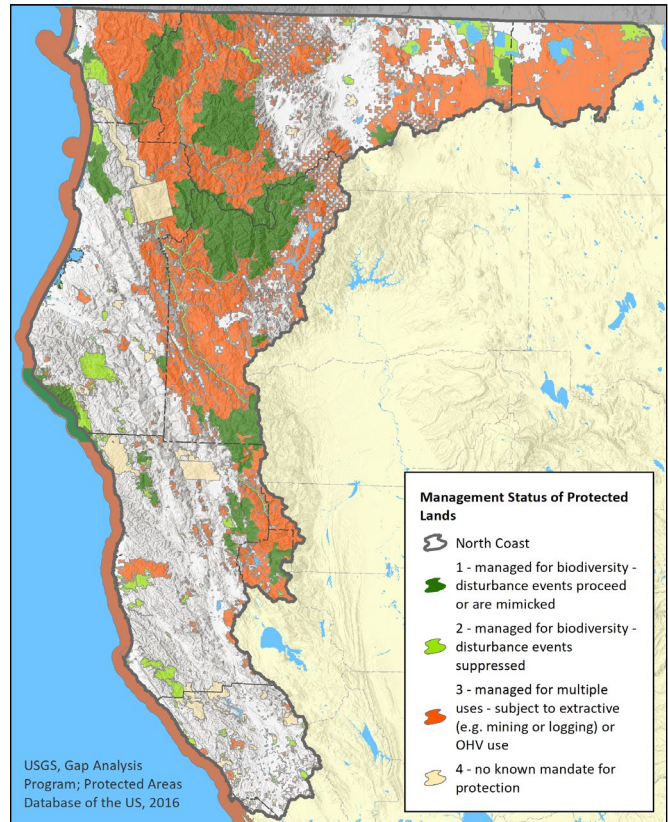 Management Status of Protected
Lands
North Coast
1 - managed for biodiversity -
disturbance events proceed
or are mimicked
2 - managed for biodiversity -
disturbance events
suppressed
3 - managed for multiple
uses - subject to extractive
(e.g. mining or logging) or
OHV use
4 - no known mandate for
protection
USGS, Gap Analysis
Program; Protected Areas
Database of the US, 2016